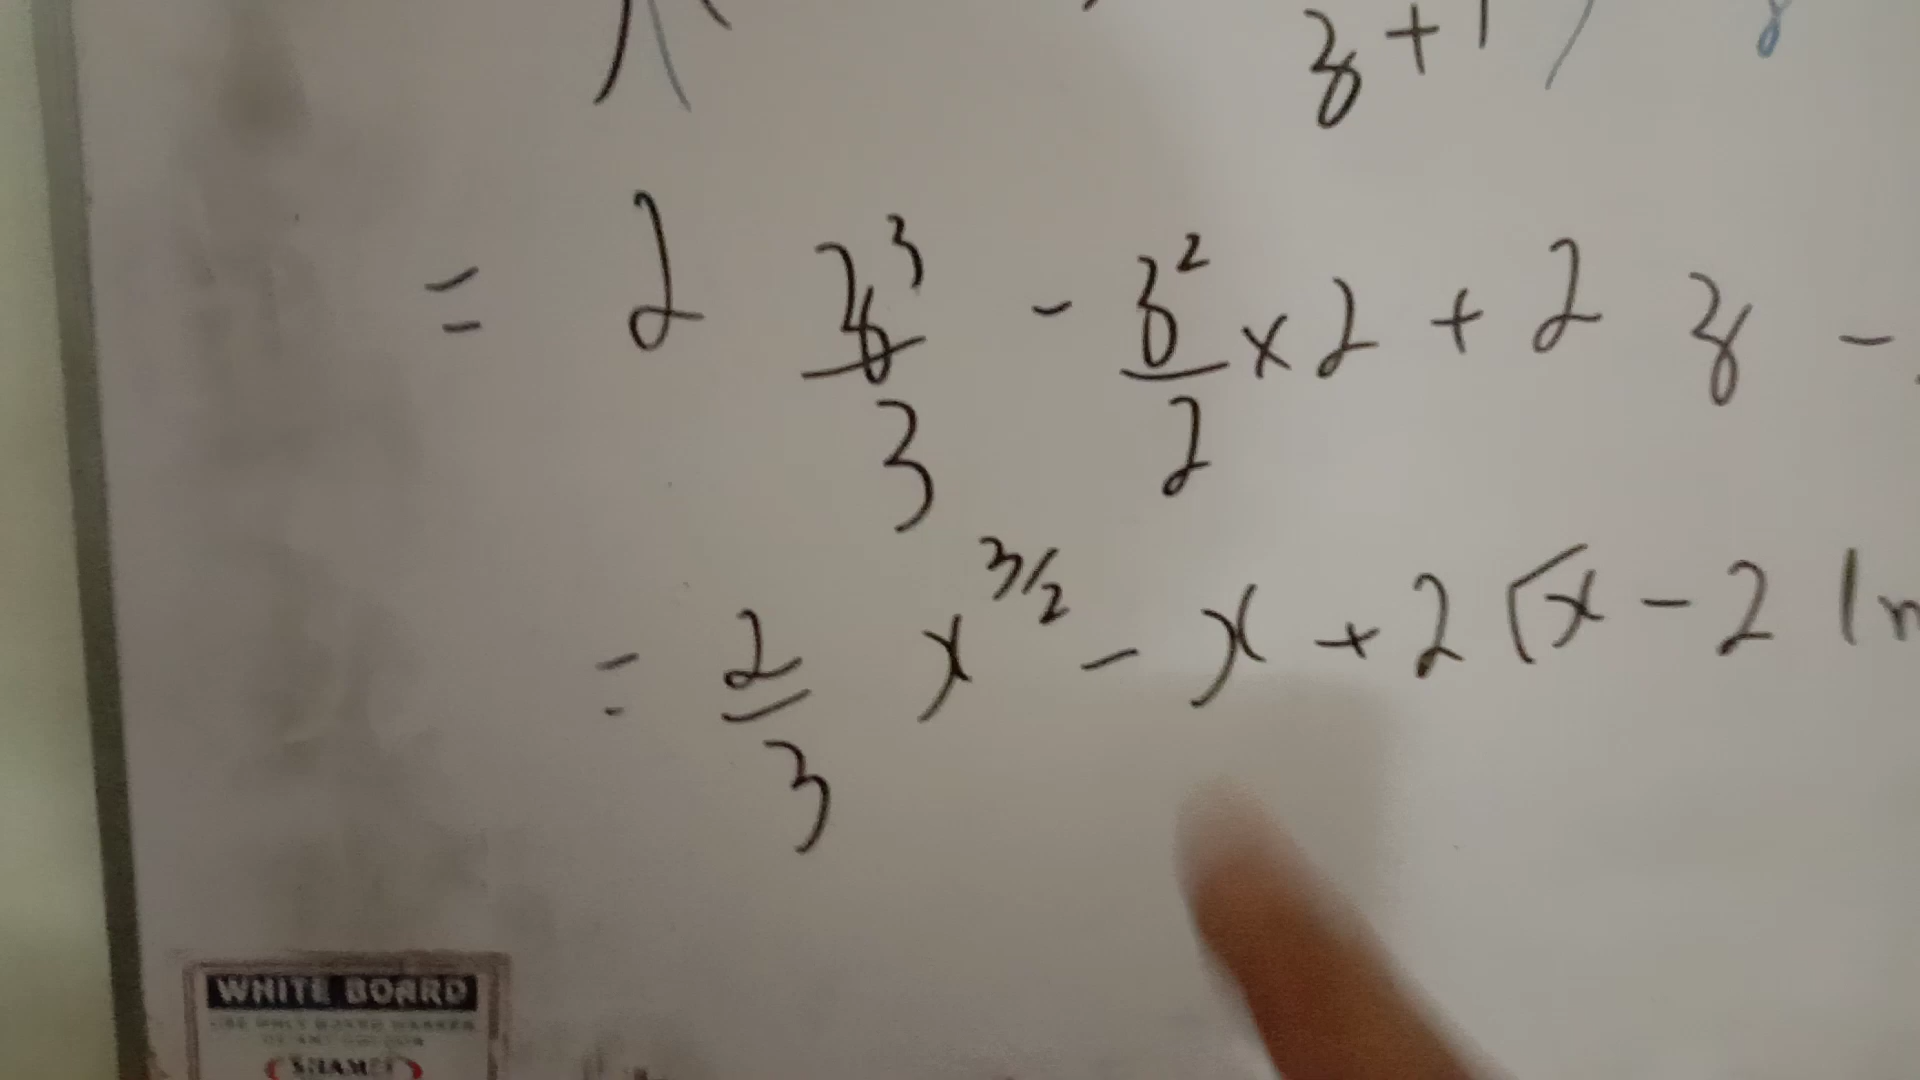 z + 1
= 2 z³/3 - z²/2 × 2 + 2 z -
= 2/3 x^3/2 - x + 2 √x - 2 ln
WHITE BOARD